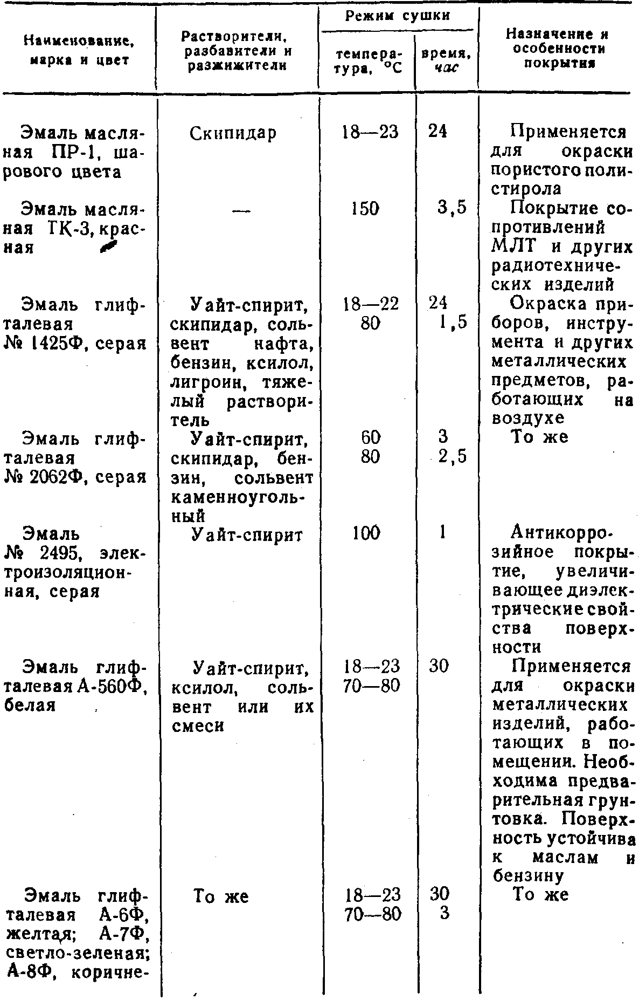 Наименование,
марка и цвет
Растворители,
разбавители и
разжижители
Режим сушки
темпера-
тура, °С
время,
час
Назначение и
особенности
покрытия
Эмаль масля-
ная ПР-1, ша-
рового цвета
Скипидар
18—23
24
Применяется
для окраски
пористого поли-
стирола
Эмаль масля-
ная ТК-3, крас-
ная
—
150
3,5
Покрытие со-
противлений
МЛТ и других
радиотехниче-
ских изделий
Эмаль глиф-
талевая
№ 1425Ф, серая
Уайт-спирит,
скипидар, соль-
вент нафта,
бензин, ксилол,
лигроин, тяже-
лый раствори-
тель
18—22
80
24
1,5
Окраска при-
боров, инстру-
мента и других
металлических
предметов, ра-
ботающих на
воздухе
Эмаль глиф-
талевая
№ 2062Ф, серая
Уайт-спирит,
скипидар, бен-
зин, сольвент
каменноуголь-
ный
60
80
3
2,5
То же
Эмаль
№ 2495, элек-
троизоляцион-
ная, серая
Уайт-спирит
100
1
Антикорро-
зийное покры-
тие, увеличи-
вающее диэлек-
трические свой-
ства поверх-
ности
Эмаль глиф-
талевая А-560Ф,
белая
Уайт-спирит,
ксилол, соль-
вент или их
смеси
18—23
70—80
30
Применяется
для окраски
металлических
изделий, рабо-
тающих в по-
мещении. Необ-
ходима предва-
рительная грун-
товка. Поверх-
ность устойчива
к маслам и
бензину
Эмаль глиф-
талевая А-6Ф,
желтая; А-7Ф,
светло-зеленая;
А-8Ф, коричне-
То же
18—23
70—80
30
3
То же